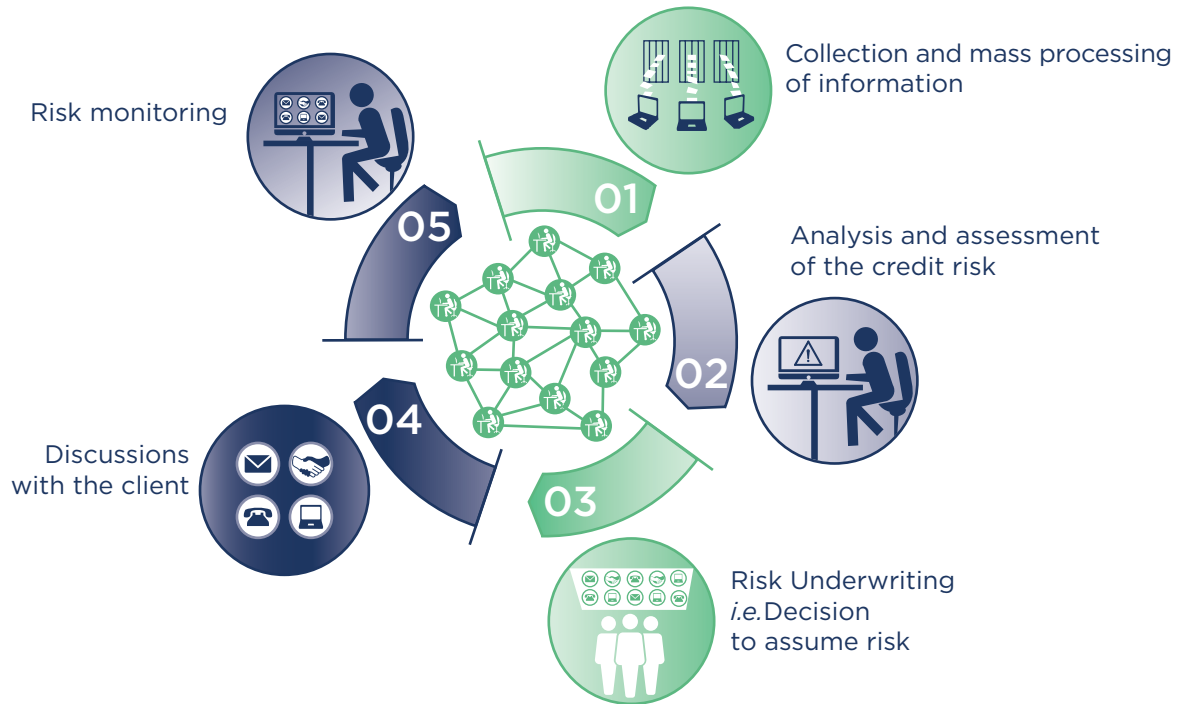 01
Collection and mass processing
of information
02
Analysis and assessment
of the credit risk
03
Risk Underwriting
i.e.Decision
to assume risk
04
Discussions
with the client
05
Risk monitoring